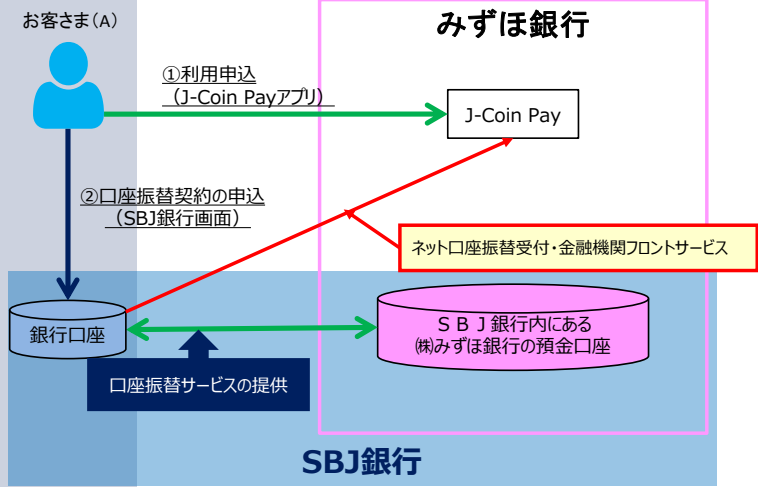 お客さま（A）
みずほ銀行
①利用申込
（J-Coin Payアプリ）
J-Coin Pay
②口座振替契約の申込
（SBJ銀行画面）
ネット口座振替受付・金融機関フロントサービス
銀行口座
ＳＢＪ銀行内にある
㈱みずほ銀行の預金口座
口座振替サービスの提供
SBJ銀行